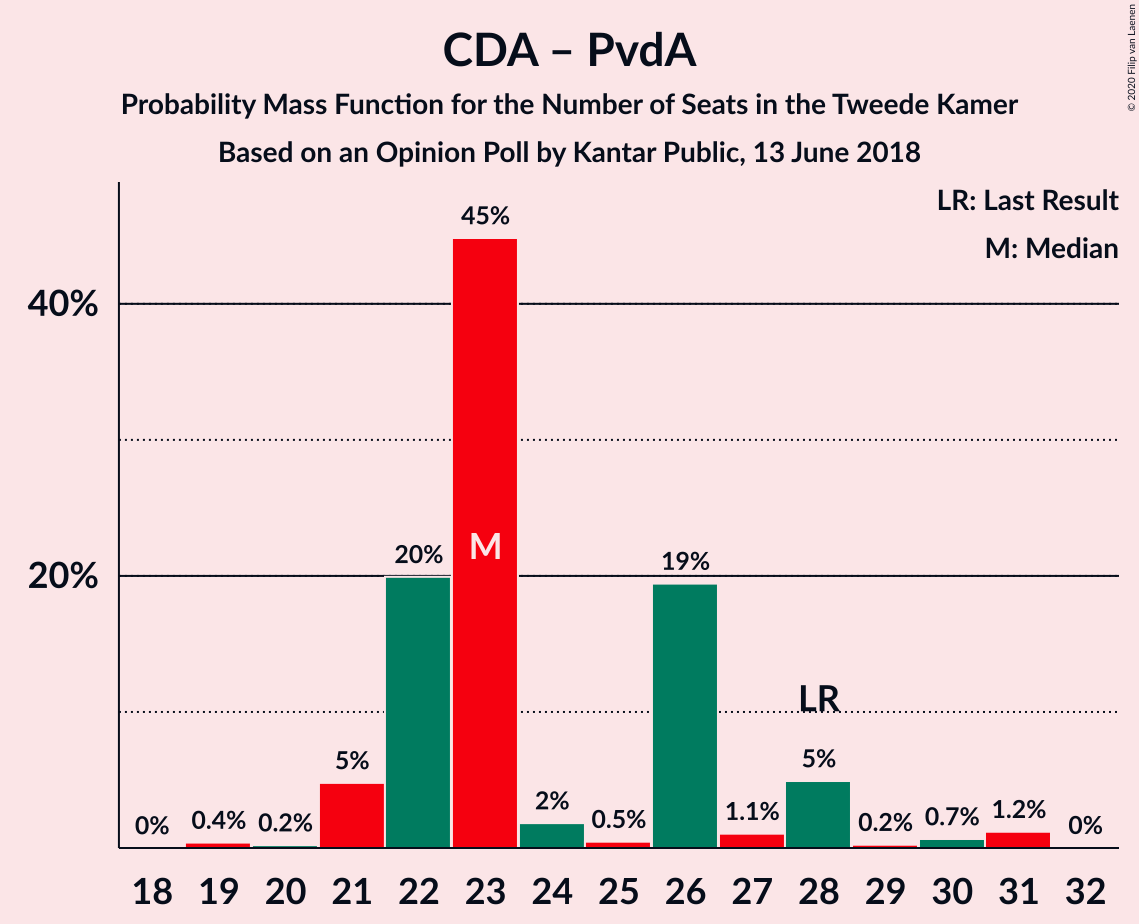 CDA – PvdA
Probability Mass Function for the Number of Seats in the Tweede Kamer
Based on an Opinion Poll by Kantar Public, 13 June 2018
© 2020 Filip van Laenen
LR: Last Result
M: Median
40%
20%
0%
0.4%
0.2%
5%
20%
45%
M
2%
0.5%
19%
1.1%
LR
5%
0.2%
0.7%
1.2%
0%
18 19 20 21 22 23 24 25 26 27 28 29 30 31 32